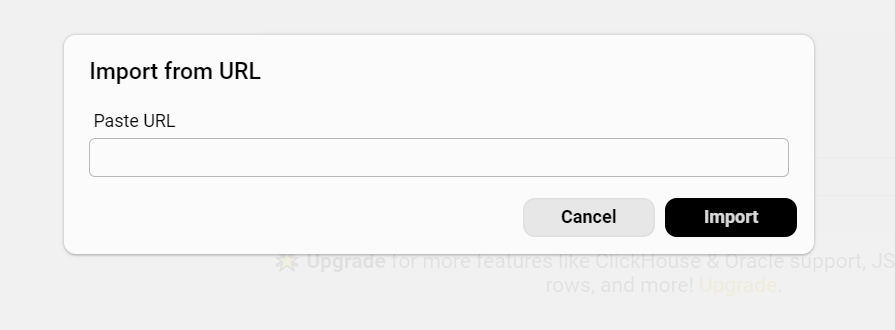 Import from URL
Paste URL
Cancel Import
Upgrade for more features like ClickHouse & Oracle support, JS
rows, and more! Upgrade.